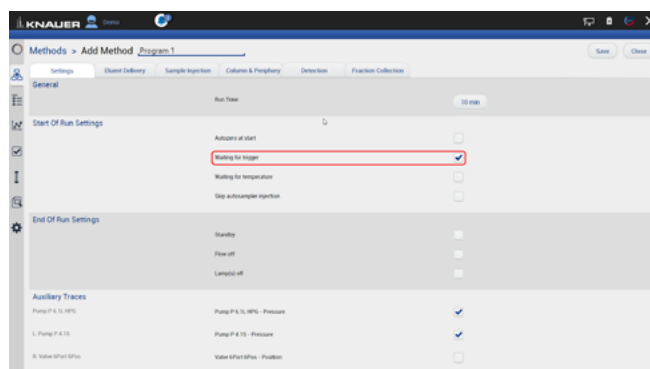 KNAUER Demo
Methods > Add Method Program 1 Save Close
Settings Eluent Delivery Sample Injection Column & Periphery Detection Fraction Collection
General
Run Time 10 min
Start Of Run Settings
Autozero at start
Waiting for trigger
Waiting for temperature
Skip autosampler injection
End Of Run Settings
Standby
Flow off
Lamp(s) off
Auxiliary Traces
Pump P 6.1L HPG Pump P 6.1L HPG - Pressure
L: Pump P 4.1S Pump P 4.1S - Pressure
R: Valve 6Port 6Pos Valve 6Port 6Pos - Position